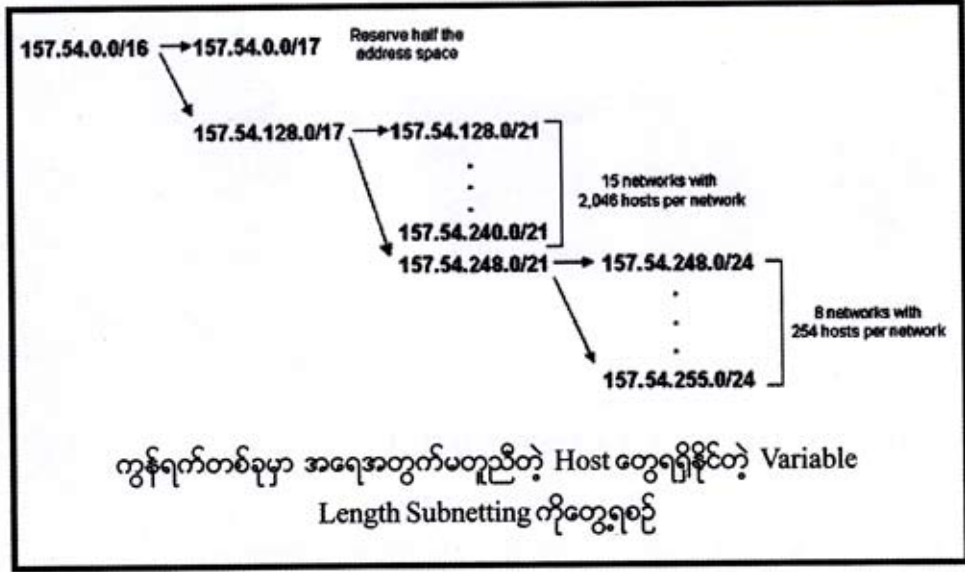 157.54.0.0/16 157.54.0.0/17 Reserve half the
address space
157.54.128.0/17 157.54.128.0/21
15 networks with
2,046 hosts per network
157.54.240.0/21
157.54.248.0/21 157.54.248.0/24
8 networks with
254 hosts per network
157.54.255.0/24
ကွန်ရက်တစ်ခုမှာ အရေအတွက်မတူညီတဲ့ Host တွေရရှိနိုင်တဲ့ Variable
Length Subnetting ကိုတွေ့ရစဉ်